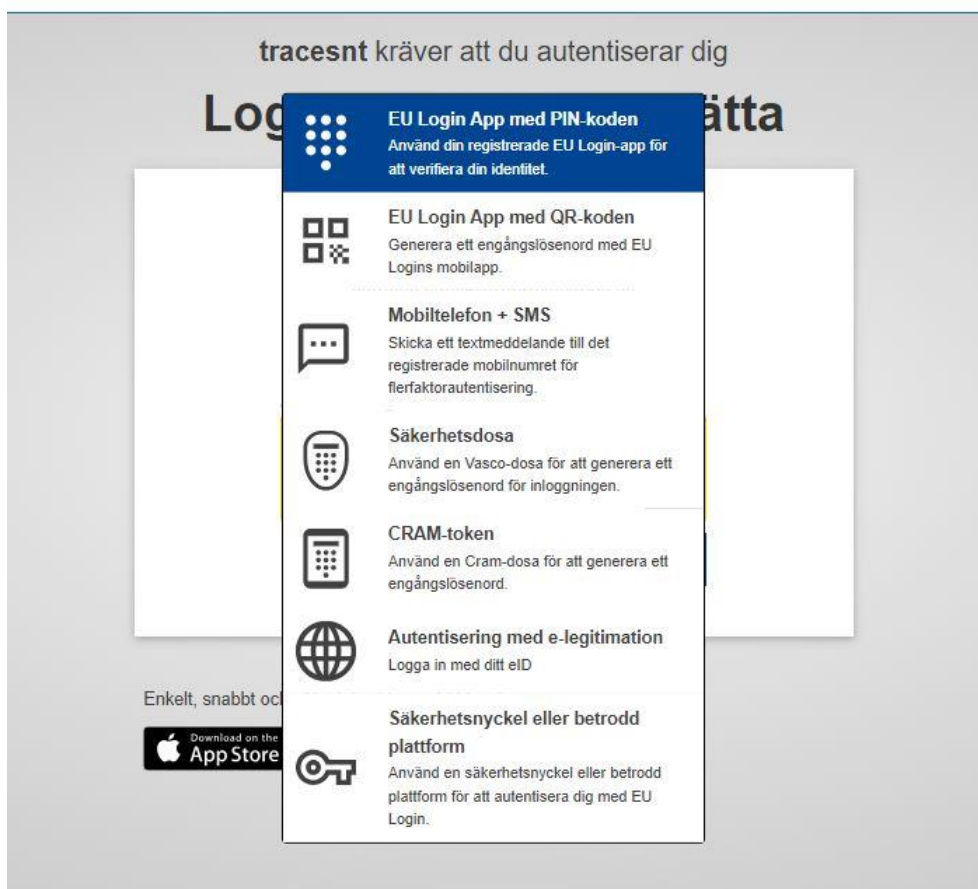 tracesnt kräver att du autentiserar dig
Log
ätta
EU Login App med PIN-koden
Använd din registrerade EU Login-app för
att verifiera din identitet.
EU Login App med QR-koden
Generera ett engångslösenord med EU
Logins mobilapp.
Mobiltelefon + SMS
Skicka ett textmeddelande till det
registrerade mobilnumret för
flerfaktorautentisering.
Säkerhetsdosa
Använd en Vasco-dosa för att generera ett
engångslösenord för inloggningen.
CRAM-token
Använd en Cram-dosa för att generera ett
engångslösenord.
Autentisering med e-legitimation
Logga in med ditt eID
Säkerhetsnyckel eller betrodd
plattform
Använd en säkerhetsnyckel eller betrodd
plattform för att autentisera dig med EU
Login.
Enkelt, snabbt oc
Download on the
App Store